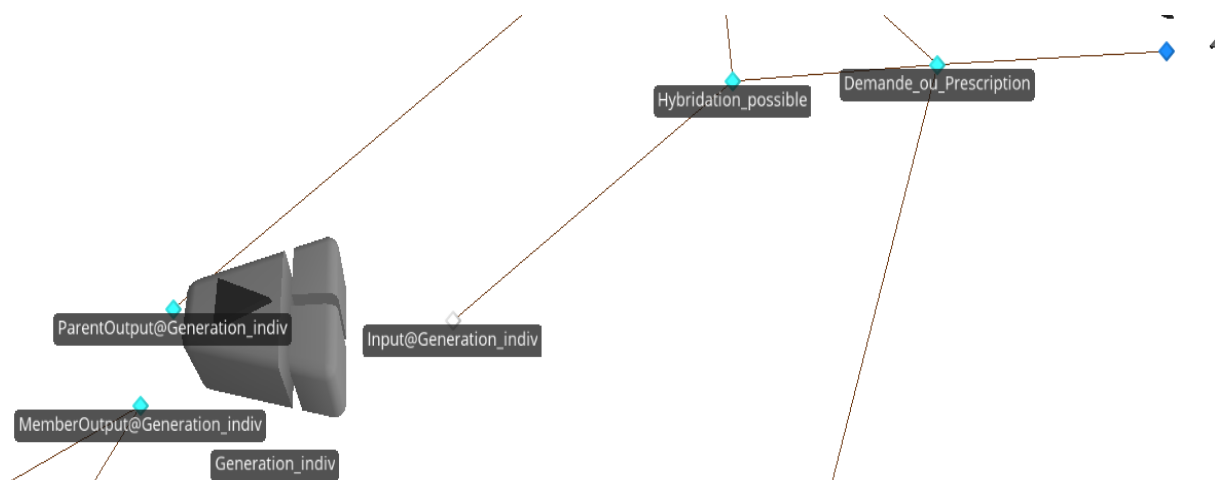 Demande_ou_Prescription
Hybridation_possible
ParentOutput@Generation_indiv
Input@Generation_indiv
MemberOutput@Generation_indiv
Generation_indiv